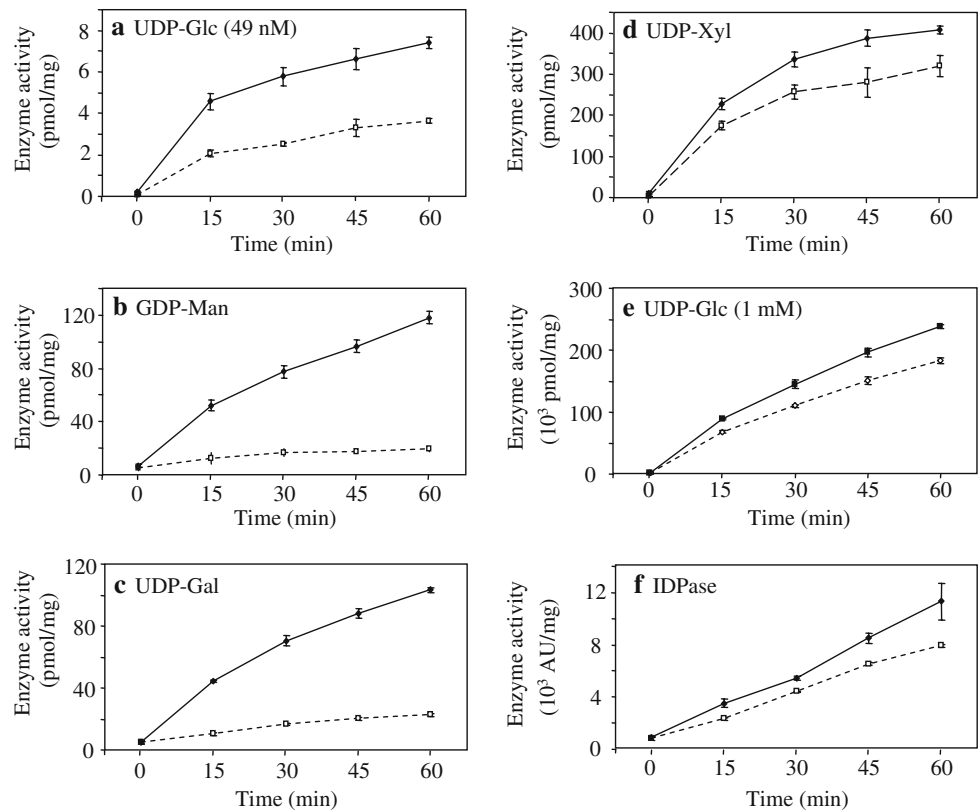 a UDP-Glc (49 nM)
Enzyme activity
(pmol/mg)
8
6
4
2
0
0 15 30 45 60
Time (min)
b GDP-Man
Enzyme activity
(pmol/mg)
120
80
40
0
0 15 30 45 60
Time (min)
c UDP-Gal
Enzyme activity
(pmol/mg)
120
80
40
0
0 15 30 45 60
Time (min)
d UDP-Xyl
Enzyme activity
(pmol/mg)
400
300
200
100
0
0 15 30 45 60
Time (min)
e UDP-Glc (1 mM)
Enzyme activity
(10³ pmol/mg)
300
200
100
0
0 15 30 45 60
Time (min)
f IDPase
Enzyme activity
(10³ AU/mg)
12
8
4
0
0 15 30 45 60
Time (min)